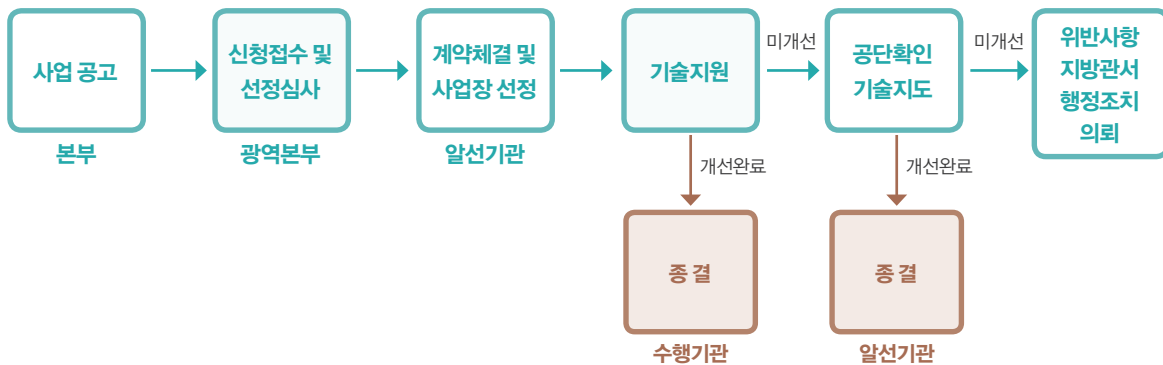 사업 공고
본부
신청접수 및
선정심사
광역본부
계약체결 및
사업장 선정
알선기관
기술지원
미개선
공단확인
기술지도
미개선
위반사항
지방관서
행정조치
의뢰
개선완료
개선완료
종 결
수행기관
종 결
알선기관